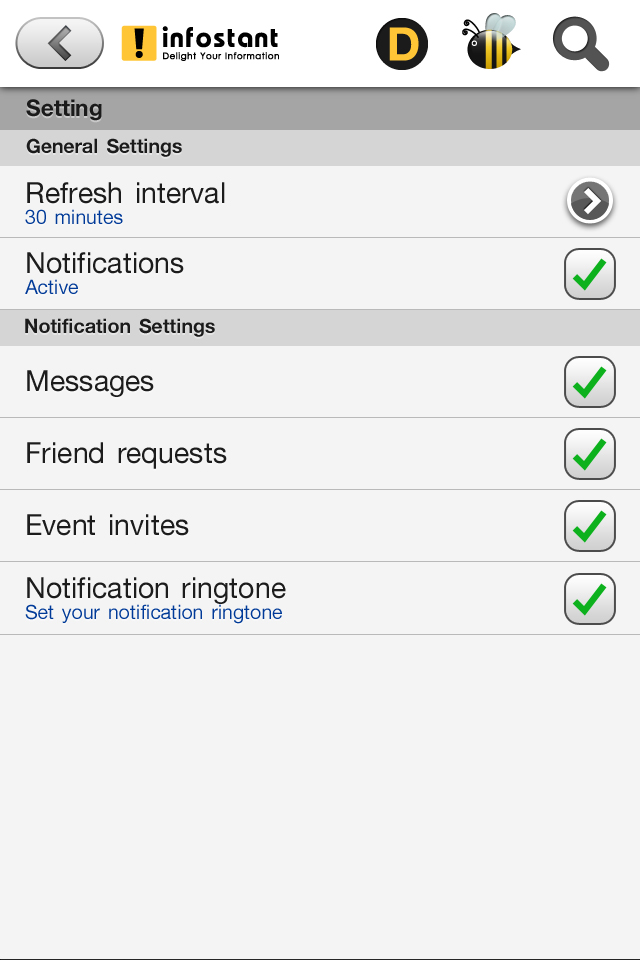 !
infostant
Delight Your Information
D
Setting
General Settings
Refresh interval
30 minutes
Notifications
Active
Notification Settings
Messages
Friend requests
Event invites
Notification ringtone
Set your notification ringtone